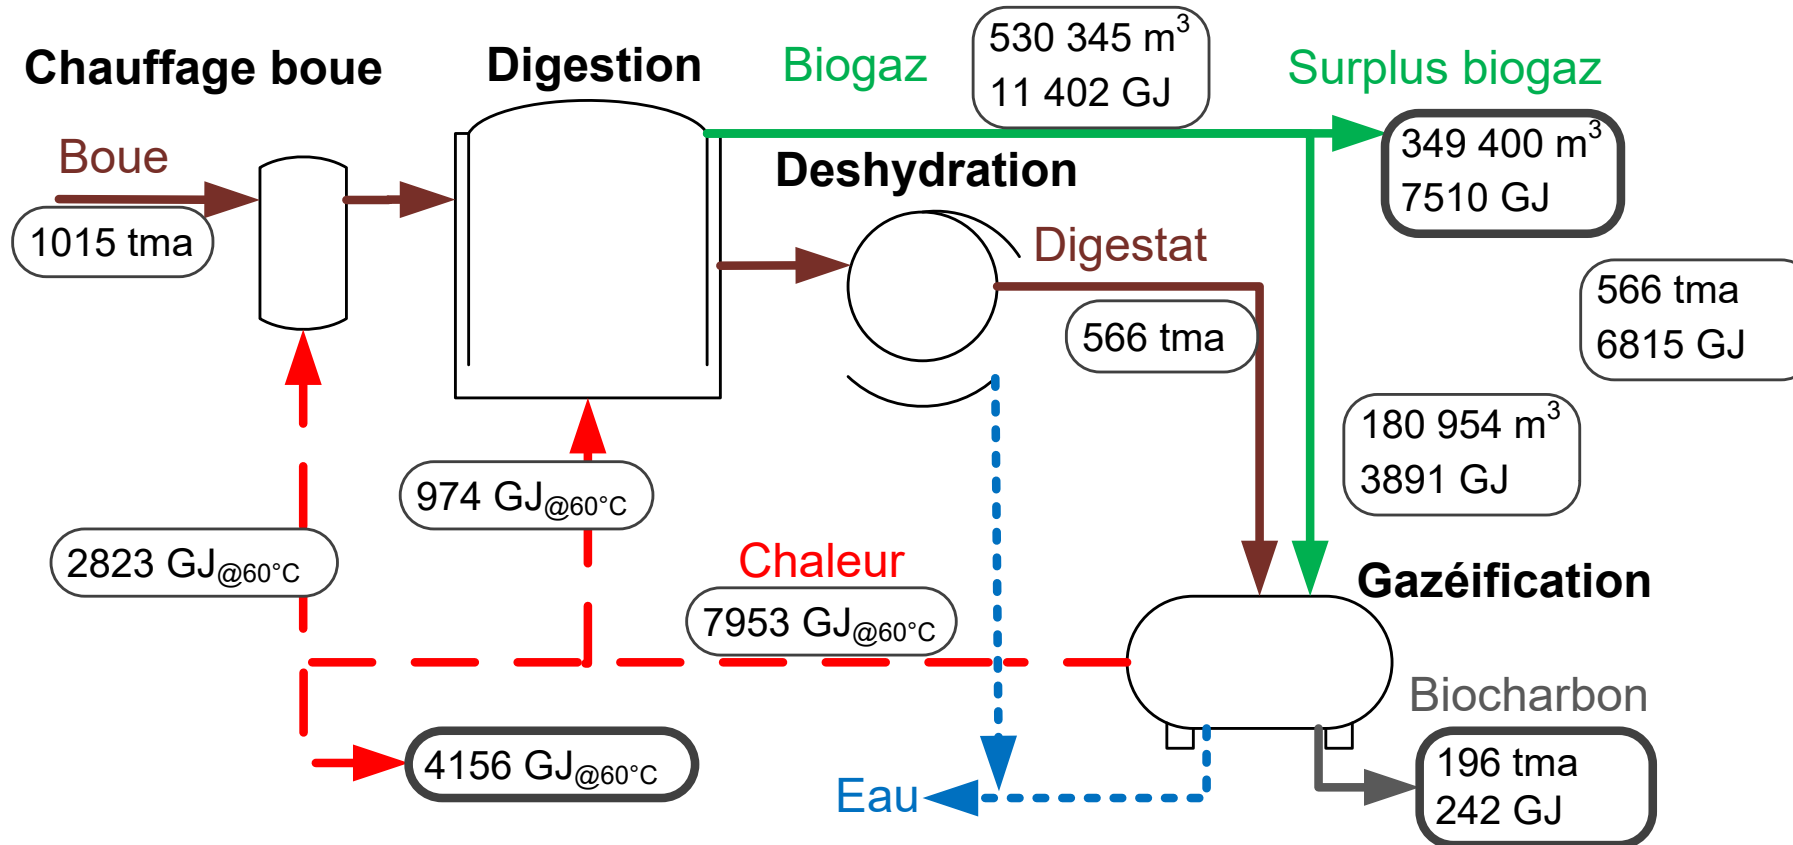 Chauffage boue
Digestion
Biogaz
530 345 m³
11 402 GJ
Surplus biogaz
349 400 m³
7510 GJ
Boue
1015 tma
Deshydration
Digestat
566 tma
566 tma
6815 GJ
180 954 m³
3891 GJ
974 GJ@60°C
2823 GJ@60°C
Chaleur
7953 GJ@60°C
Gazéification
4156 GJ@60°C
Eau
Biocharbon
196 tma
242 GJ